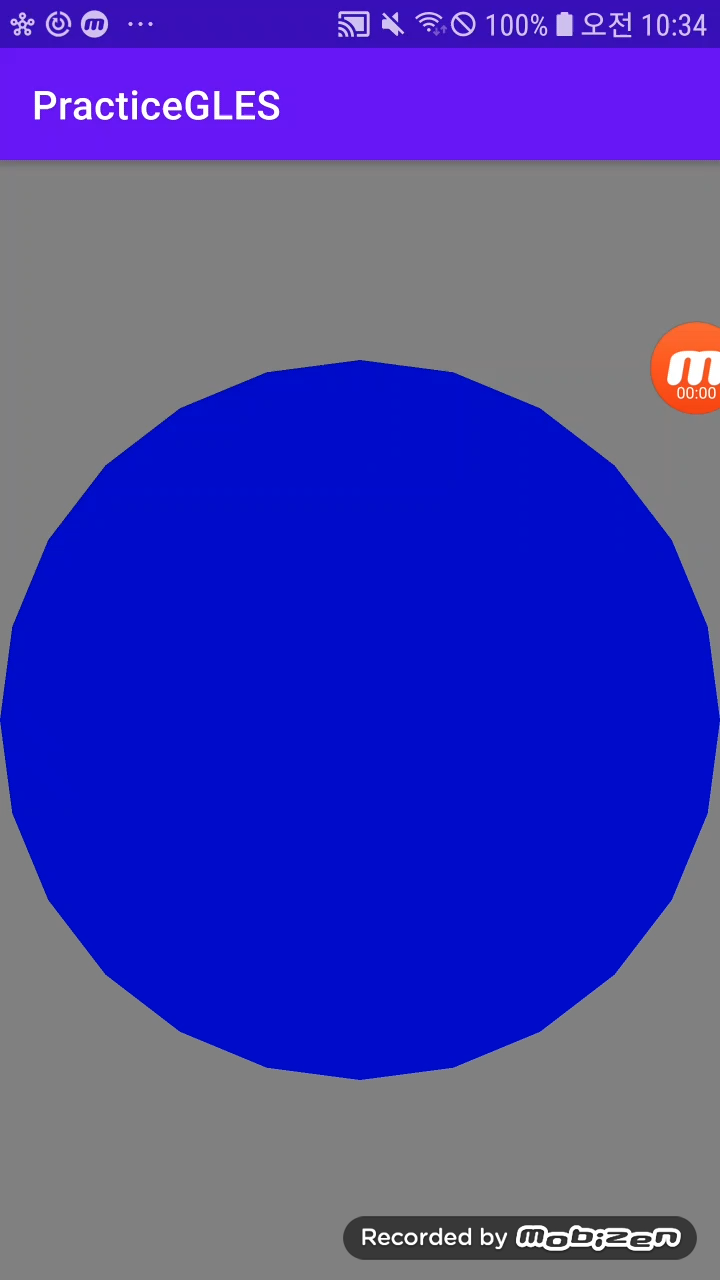 100% 오전 10:34
PracticeGLES
m
00:00
Recorded by mobizen